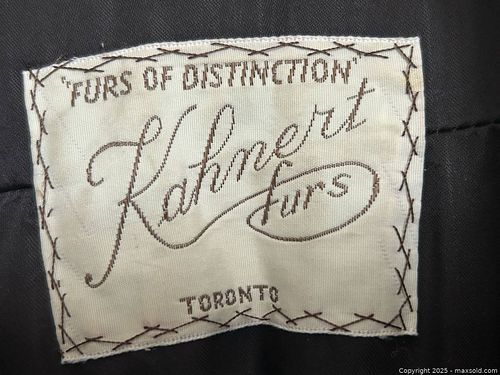 "FURS OF DISTINCTION"
Kahnert
furs
TORONTO
Copyright © 2025 - maxsold.com